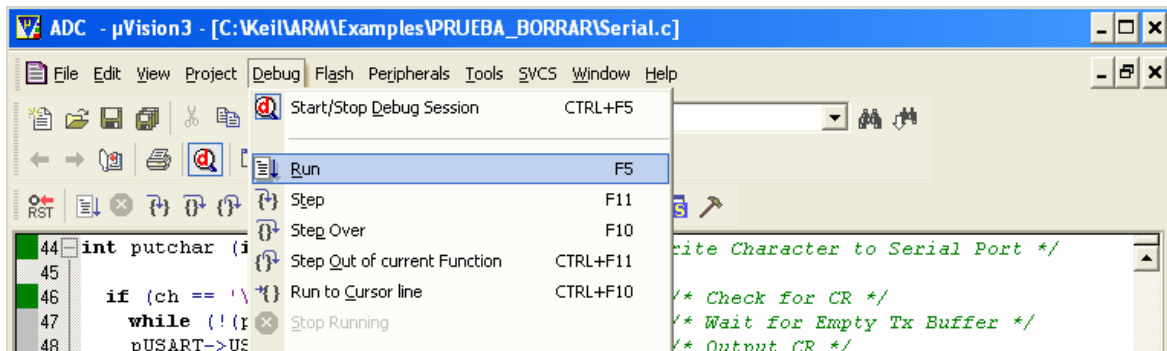 ADC - µVision3 - [C:\Keil\ARM\Examples\PRUEBA_BORRAR\Serial.c]
File Edit View Project Debug Flash Peripherals Tools SVCS Window Help
Start/Stop Debug Session CTRL+F5
Run F5
RST
Step F11
Step Over F10
Step Out of current Function CTRL+F11
Run to Cursor line CTRL+F10
Stop Running
44 int putchar (i
Character to Serial Port */
45
46 if (ch == '\
/* Check for CR */
47 while (!(p
/* Wait for Empty Tx Buffer */
48 pUSART->US
/* Output CR */